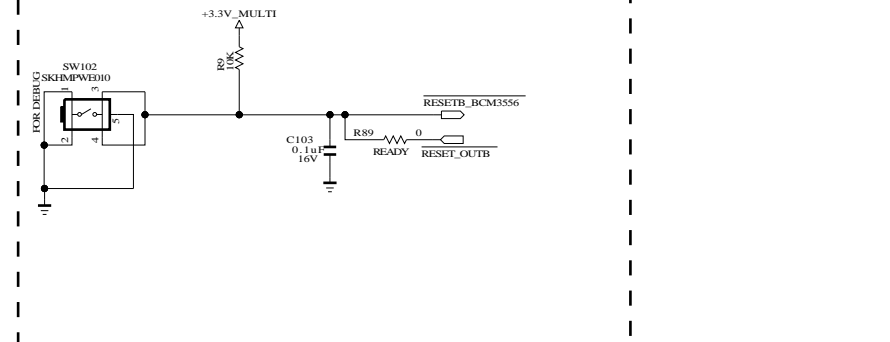 +3.3V_MULTI
R9
10K
SW102
SKHMPWE010
FOR DEBUG
1
3
5
2
4
RESETB_BCM3556
C103
0.1uF
16V
R89
0
READY
RESET_OUTB